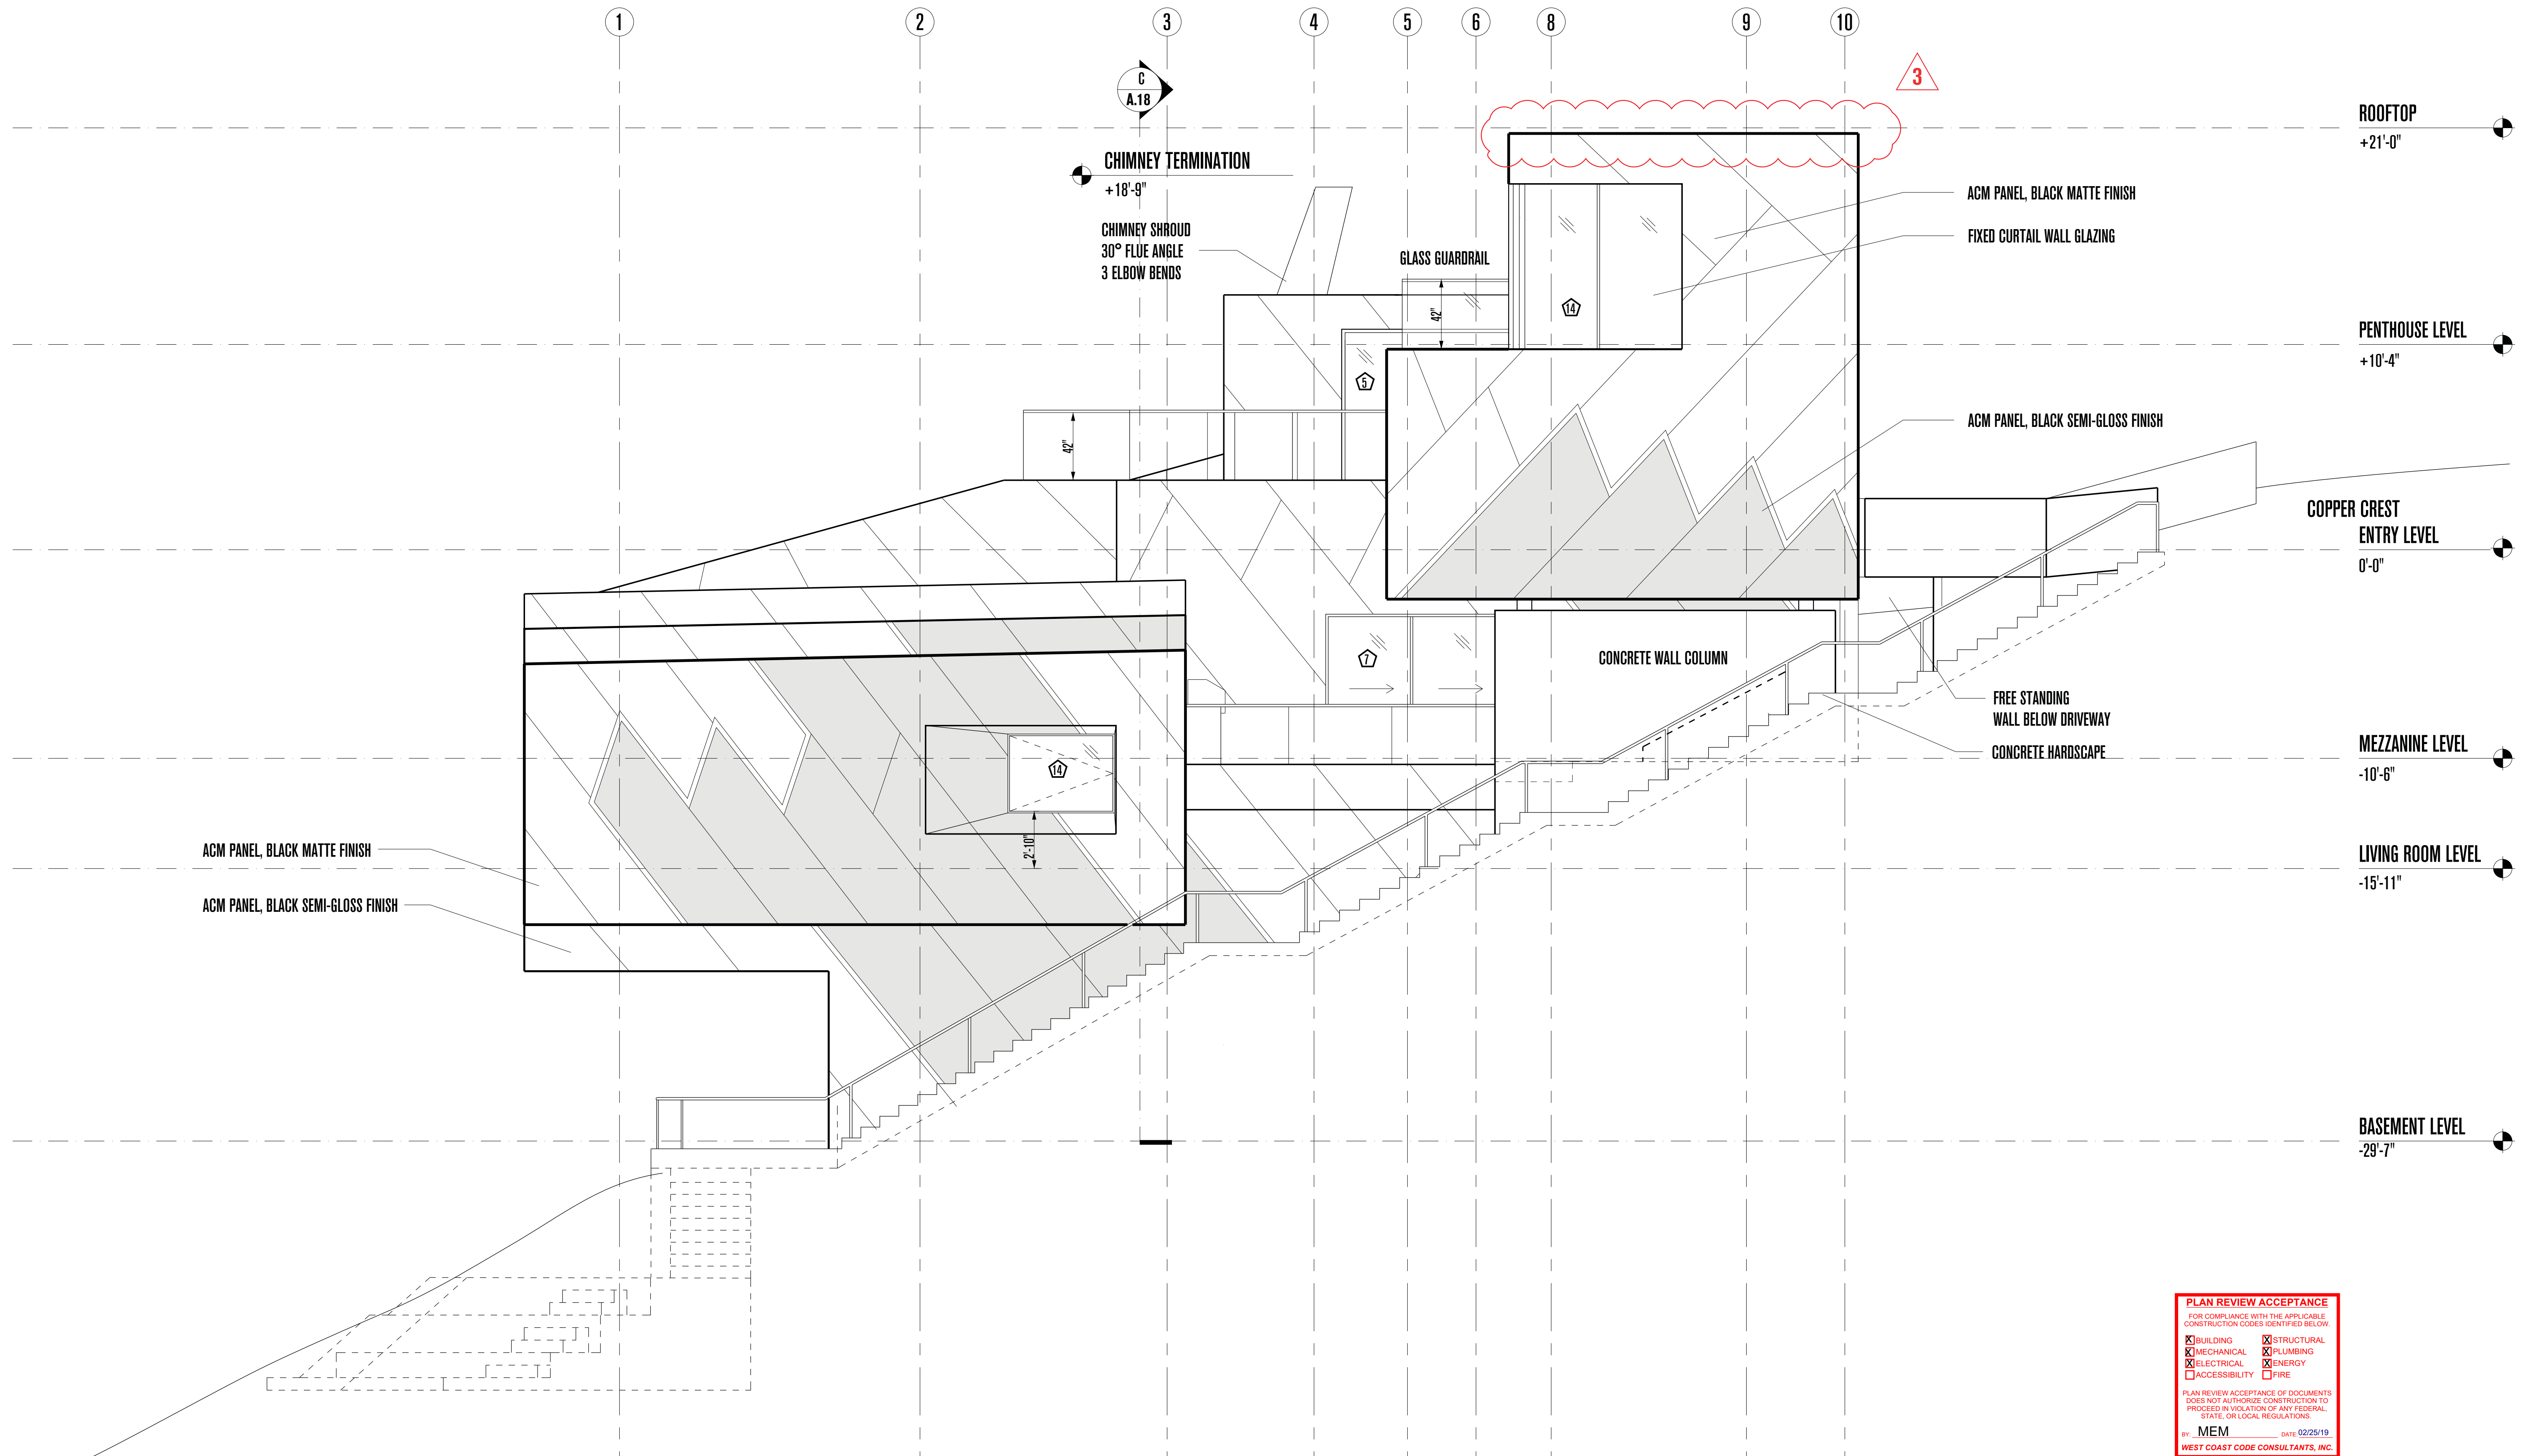 1
2
3
4
5
6
8
9
10
C
A.18
3
ROOFTOP
+21'-0"
CHIMNEY TERMINATION
+18'-9"
CHIMNEY SHROUD
30° FLUE ANGLE
3 ELBOW BENDS
GLASS GUARDRAIL
42"
14
ACM PANEL, BLACK MATTE FINISH
FIXED CURTAIL WALL GLAZING
PENTHOUSE LEVEL
+10'-4"
5
42"
ACM PANEL, BLACK SEMI-GLOSS FINISH
COPPER CREST
ENTRY LEVEL
0'-0"
7
CONCRETE WALL COLUMN
FREE STANDING
WALL BELOW DRIVEWAY
CONCRETE HARDSCAPE
MEZZANINE LEVEL
-10'-6"
14
2'-10"
ACM PANEL, BLACK MATTE FINISH
ACM PANEL, BLACK SEMI-GLOSS FINISH
LIVING ROOM LEVEL
-15'-11"
BASEMENT LEVEL
-29'-7"
PLAN REVIEW ACCEPTANCE
FOR COMPLIANCE WITH THE APPLICABLE
CONSTRUCTION CODES IDENTIFIED BELOW.
X BUILDING X STRUCTURAL
X MECHANICAL X PLUMBING
X ELECTRICAL X ENERGY
ACCESSIBILITY FIRE
PLAN REVIEW ACCEPTANCE OF DOCUMENTS
DOES NOT AUTHORIZE CONSTRUCTION TO
PROCEED IN VIOLATION OF ANY FEDERAL,
STATE, OR LOCAL REGULATIONS.
BY: MEM DATE 02/25/19
WEST COAST CODE CONSULTANTS, INC.